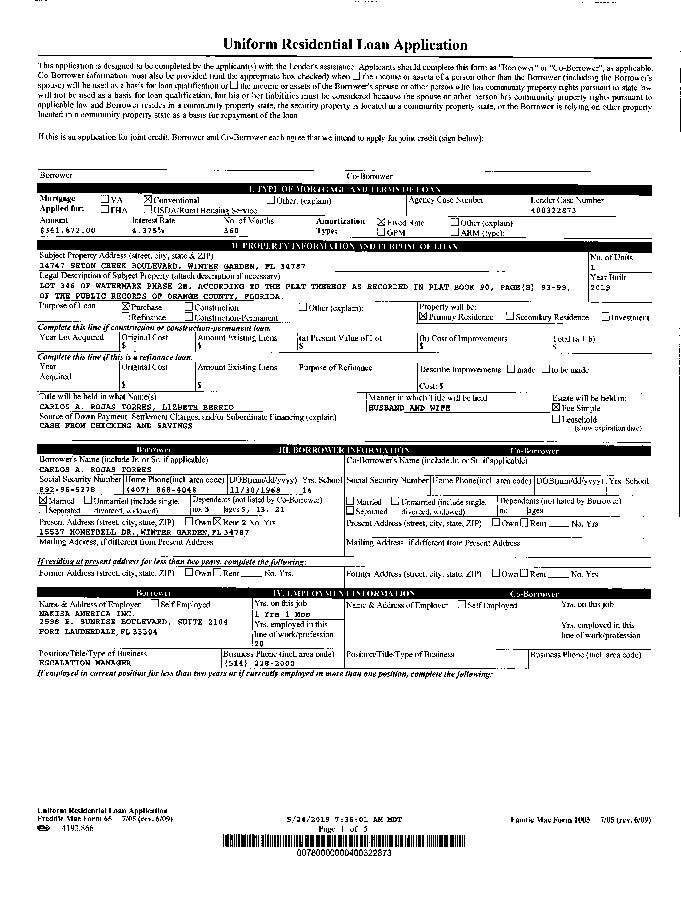 Uniform Residential Loan Application
This application is designed to be completed by the applicant(s) with the Lender's assistance. Applicants should complete this form as "Borrower" or "Co-Borrower", as applicable.
Co-Borrower information must also be provided (and the appropriate box checked) when ☐ the income or assets of a person other than the Borrower (including the Borrower's
spouse) will be used as a basis for loan qualification or ☐ the income or assets of the Borrower's spouse or other person who has community property rights pursuant to state law
will not be used as a basis for loan qualification, but his or her liabilities must be considered because the spouse or other person has community property rights pursuant to
applicable law and Borrower resides in a community property state, the security property is located in a community property state, or the Borrower is relying on other property
located in a community property state as a basis for repayment of the loan.
If this is an application for joint credit, Borrower and Co-Borrower each agree that we intend to apply for joint credit (sign below):
Borrower Co-Borrower
I. TYPE OF MORTGAGE AND TERMS OF LOAN
Mortgage ☐ VA ☒ Conventional ☐ Other (explain) Agency Case Number Lender Case Number
Applied for: ☐ FHA ☐ USDA/Rural Housing Service 400322873
Amount Interest Rate No. of Months Amortization ☒ Fixed Rate ☐ Other (explain)
$361,672.00 4.375% 360 Type: ☐ GPM ☐ ARM (type):
II. PROPERTY INFORMATION AND PURPOSE OF LOAN
Subject Property Address (street, city, state & ZIP) No. of Units
14747 SETON CREEK BOULEVARD, WINTER GARDEN, FL 34787 1
Legal Description of Subject Property (attach description if necessary) Year Built
LOT 346 OF WATERMARK PHASE 2B, ACCORDING TO THE PLAT THEREOF AS RECORDED IN PLAT BOOK 90, PAGE(S) 93-99, 2019
OF THE PUBLIC RECORDS OF ORANGE COUNTY, FLORIDA.
Purpose of Loan ☒ Purchase ☐ Construction ☐ Other (explain): Property will be:
☐ Refinance ☐ Construction-Permanent ☒ Primary Residence ☐ Secondary Residence ☐ Investment
Complete this line if construction or construction-permanent loan.
Year Lot Acquired Original Cost Amount Existing Liens (a) Present Value of Lot (b) Cost of Improvements Total (a + b)
$ $ $ $ $
Complete this line if this is a refinance loan.
Year Original Cost Amount Existing Liens Purpose of Refinance Describe Improvements ☐ made ☐ to be made
Acquired
$ $ Cost: $
Title will be held in what Name(s) Manner in which Title will be held Estate will be held in:
CARLOS A. ROJAS TORRES, LIZBETH BERRIO HUSBAND AND WIFE ☒ Fee Simple
Source of Down Payment, Settlement Charges, and/or Subordinate Financing (explain) ☐ Leasehold
CASH FROM CHECKING AND SAVINGS (show expiration date)
Borrower III. BORROWER INFORMATION Co-Borrower
Borrower's Name (include Jr. or Sr. if applicable) Co-Borrower's Name (include Jr. or Sr. if applicable)
CARLOS A. ROJAS TORRES
Social Security Number Home Phone (incl. area code) DOB (mm/dd/yyyy) Yrs. School Social Security Number Home Phone (incl. area code) DOB (mm/dd/yyyy) Yrs. School
892-96-5278 (407) 868-4048 11/30/1968 16
☒ Married ☐ Unmarried (include single, Dependents (not listed by Co-Borrower) ☐ Married ☐ Unmarried (include single, Dependents (not listed by Borrower)
☐ Separated divorced, widowed) no. 3 ages 5, 13, 21 ☐ Separated divorced, widowed) no. ages
Present Address (street, city, state, ZIP) ☐ Own ☒ Rent 2 No. Yrs. Present Address (street, city, state, ZIP) ☐ Own ☐ Rent ____ No. Yrs.
15537 HONEYBELL DR., WINTER GARDEN, FL 34787
Mailing Address, if different from Present Address Mailing Address, if different from Present Address
If residing at present address for less than two years, complete the following:
Former Address (street, city, state, ZIP) ☐ Own ☐ Rent ____ No. Yrs. Former Address (street, city, state, ZIP) ☐ Own ☐ Rent ____ No. Yrs.
Borrower IV. EMPLOYMENT INFORMATION Co-Borrower
Name & Address of Employer ☐ Self Employed Yrs. on this job Name & Address of Employer ☐ Self Employed Yrs. on this job
NAKISA AMERICA INC. 1 Yrs 1 Mos
2598 E. SUNRISE BOULEVARD, SUITE 2104 Yrs. employed in this Yrs. employed in this
FORT LAUDERDALE, FL 33304 line of work/profession line of work/profession
20
Position/Title/Type of Business Business Phone (incl. area code) Position/Title/Type of Business Business Phone (incl. area code)
ESCALATION MANAGER (514) 228-2000
If employed in current position for less than two years or if currently employed in more than one position, complete the following:
Uniform Residential Loan Application
Freddie Mac Form 65 7/05 (rev. 6/09) 5/24/2019 7:36:01 AM MDT Fannie Mae Form 1003 7/05 (rev. 6/09)
4192.866 Page 1 of 5
00780000000400322873